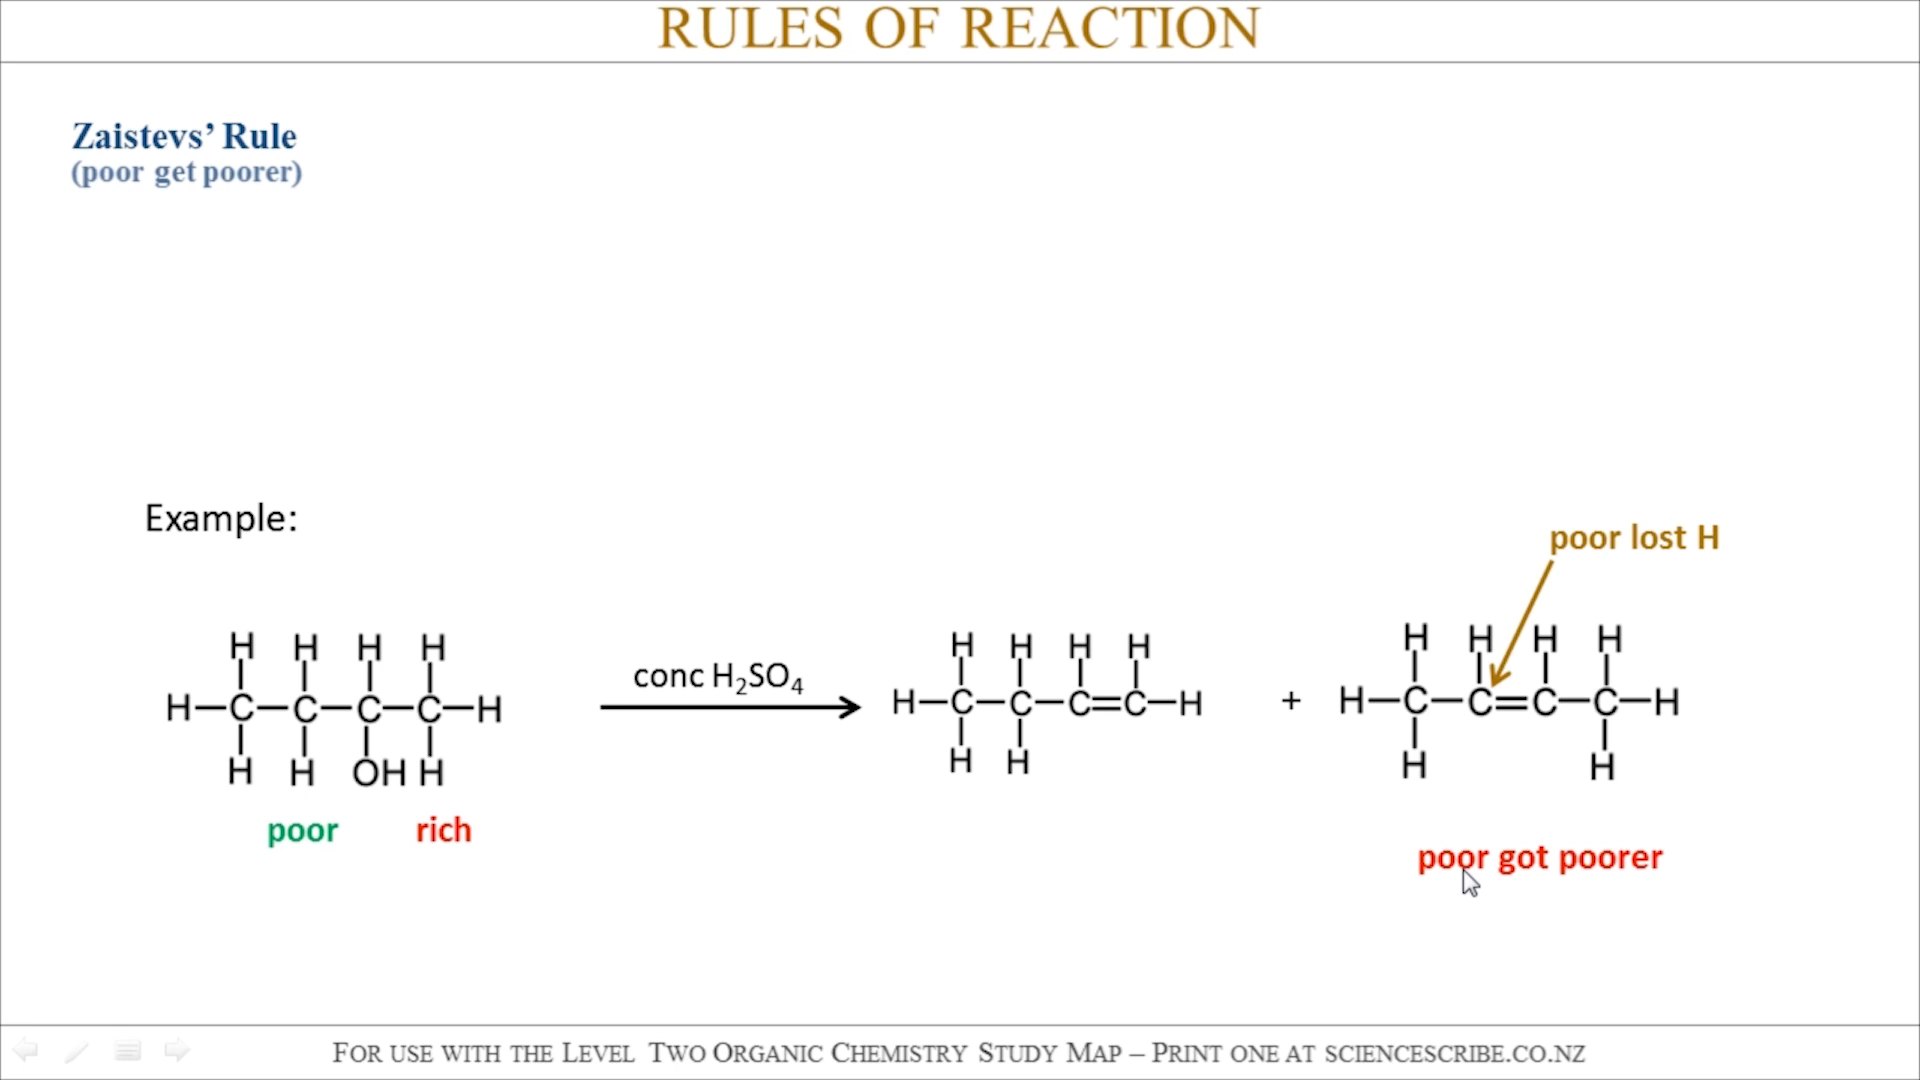 RULES OF REACTION
Zaistevs’ Rule
(poor get poorer)
Example:
poor lost H
H H H H
H–C–C–C–C–H
H H OH H
conc H₂SO₄
H H H H
H–C–C–C=C–H
H H
+
H H H H
H–C–C=C–C–H
H H
poor rich
poor got poorer
FOR USE WITH THE LEVEL TWO ORGANIC CHEMISTRY STUDY MAP – PRINT ONE AT SCIENCESCRIBE.CO.NZ